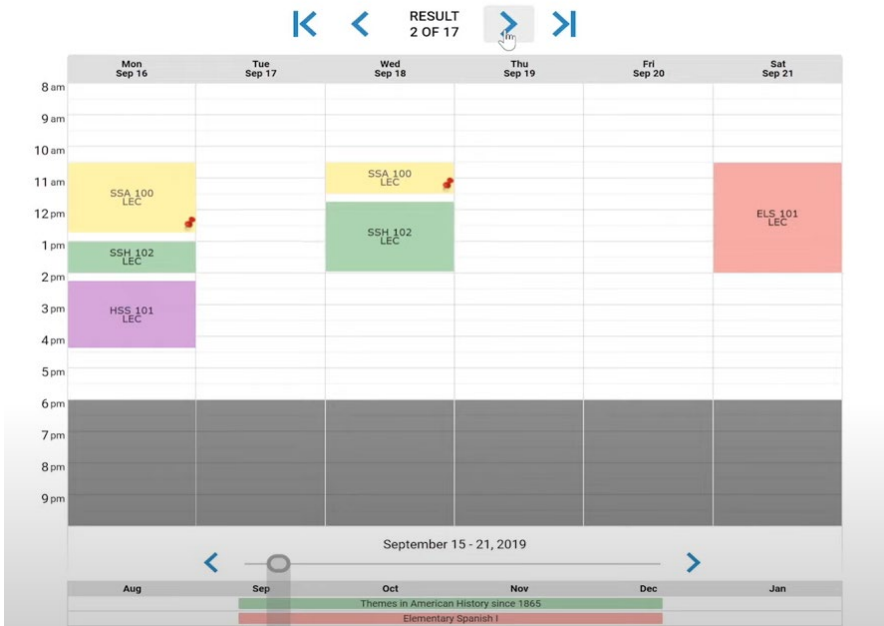 RESULT
2 OF 17
Mon Tue Wed Thu Fri Sat
Sep 16 Sep 17 Sep 18 Sep 19 Sep 20 Sep 21
8 am
9 am
10 am
11 am
12 pm
1 pm
2 pm
3 pm
4 pm
5 pm
6 pm
7 pm
8 pm
9 pm
SSA 100
LEC
SSH 102
LEC
HSS 101
LEC
SSA 100
LEC
SSH 102
LEC
ELS 101
LEC
September 15 - 21, 2019
Aug Sep Oct Nov Dec Jan
Themes in American History since 1865
Elementary Spanish I